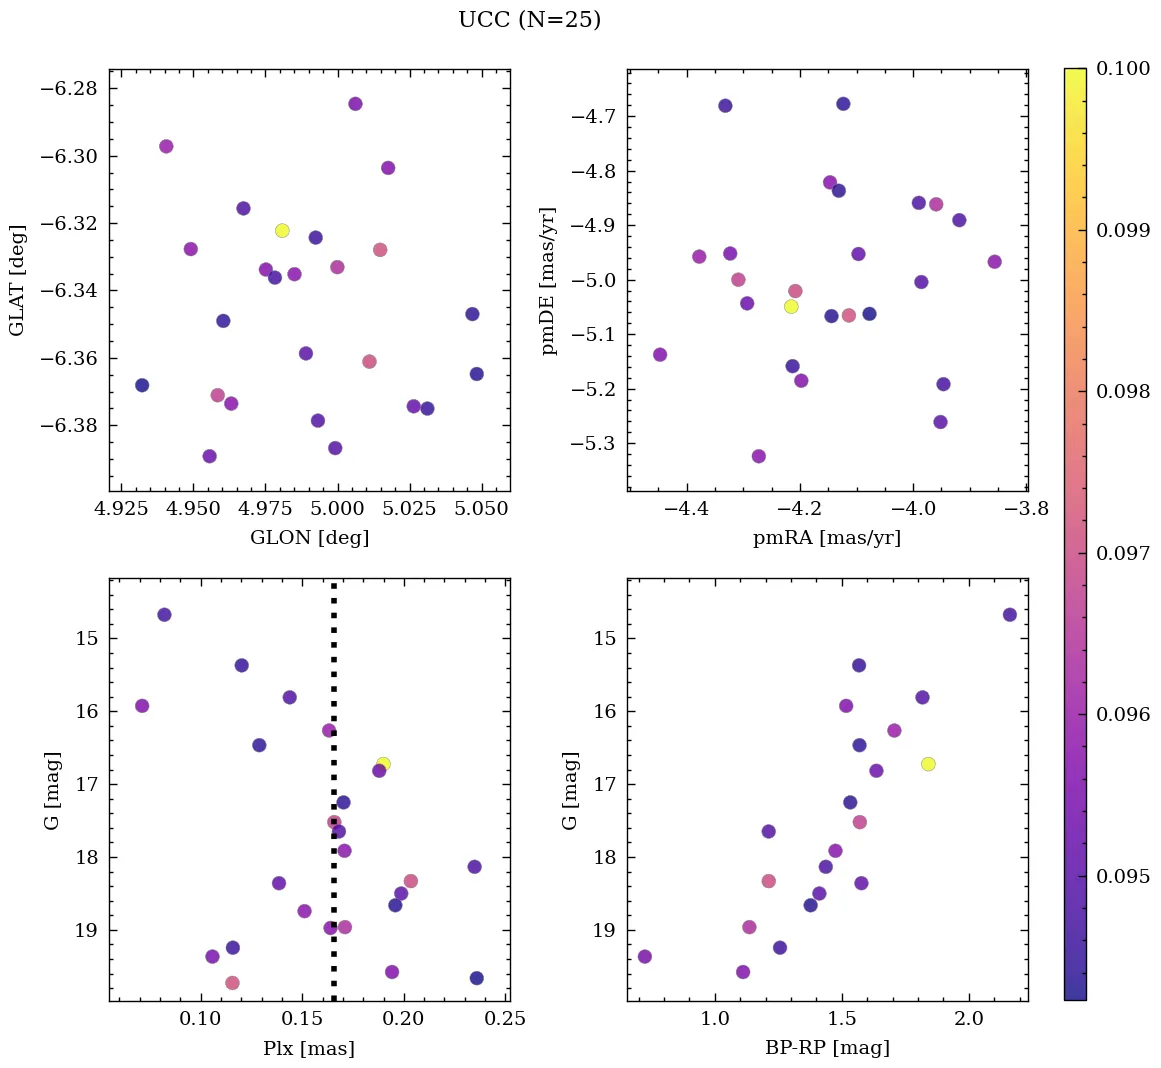 UCC (N=25)
−6.28
−6.30
−6.32
−6.34
−6.36
−6.38
GLAT [deg]
4.925 4.950 4.975 5.000 5.025 5.050
GLON [deg]
−4.7
−4.8
−4.9
−5.0
−5.1
−5.2
−5.3
pmDE [mas/yr]
−4.4 −4.2 −4.0 −3.8
pmRA [mas/yr]
15
16
17
18
19
G [mag]
0.10 0.15 0.20 0.25
Plx [mas]
15
16
17
18
19
G [mag]
1.0 1.5 2.0
BP-RP [mag]
0.100
0.099
0.098
0.097
0.096
0.095